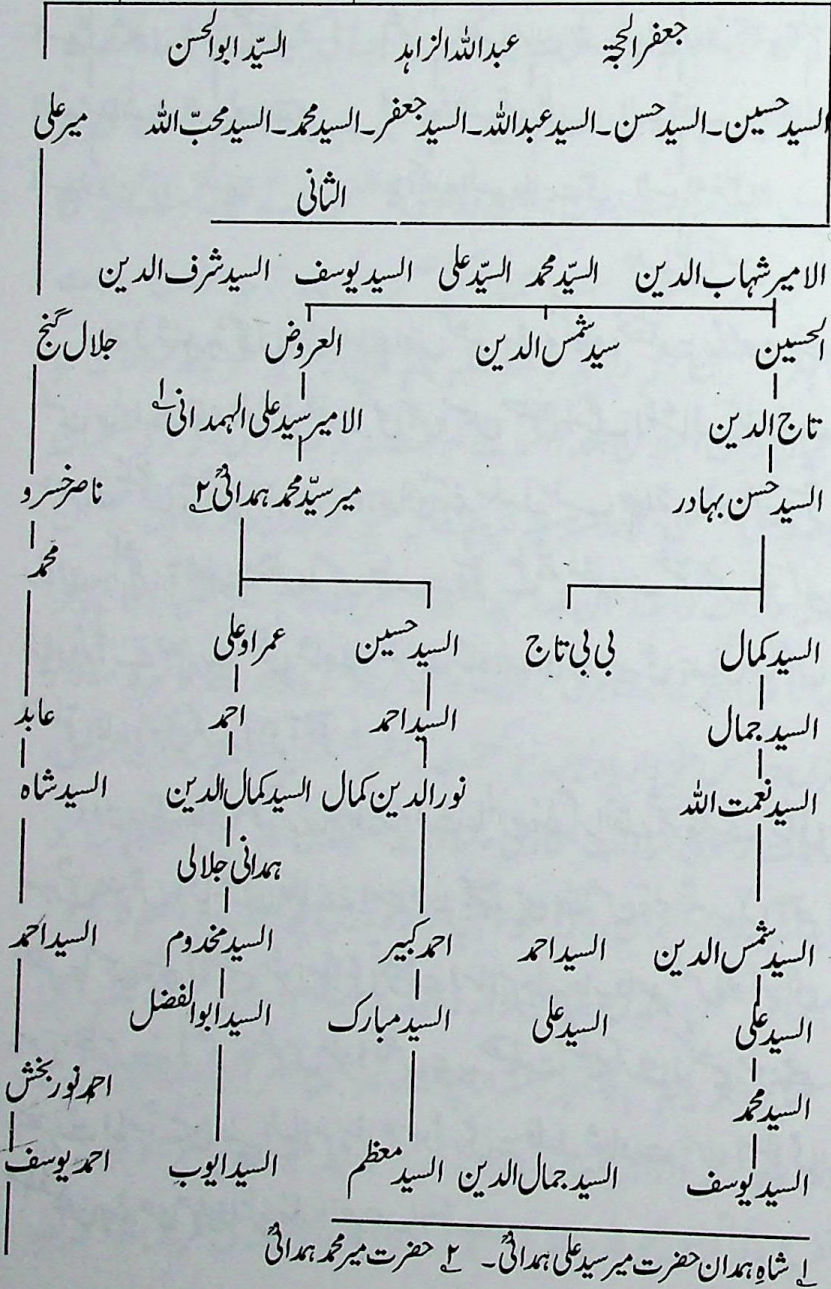 جعفر الحجۃ عبداللہ الزاہد السیّد ابوالحسن
السید حسین۔السید حسن۔السید عبداللہ۔السید جعفر۔السید محمد۔السید محبّ اللہ میر علی
الثانی
الامیر شہاب الدین السیّد محمد السیّد علی السید یوسف السید شرف الدین
الحسین سید شمس الدین العروض جلال گنج
تاج الدین الامیر سید علی الہمدانی ۱
السید حسن بہادر میر سیّد محمد ہمدانیؒ ۲ ناصر خسرو
محمد
السید کمال بی بی تاج السید حسین عمراوعلی
السید جمال السید احمد احمد عابد
السید نعمت اللہ نورالدین کمال السید کمال الدین السید شاہ
ہمدانی جلالی
السید شمس الدین السید احمد احمد کبیر السید مخدوم السید احمد
السید علی السید علی السید مبارک السید ابوالفضل
السید محمد احمد نور بخش
السید یوسف السید جمال الدین السید معظم السید ایوب احمد یوسف
۱ شاہِ ہمدان حضرت میر سید علی ہمدانیؒ۔ ۲ حضرت میر محمد ہمدانیؒ